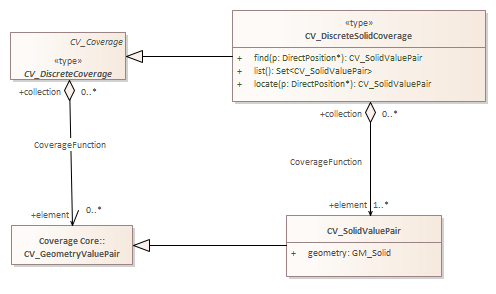 CV_Coverage
«type»
CV_DiscreteCoverage
«type»
CV_DiscreteSolidCoverage
+ find(p: DirectPosition*): CV_SolidValuePair
+ list(): Set<CV_SolidValuePair>
+ locate(p: DirectPosition*): CV_SolidValuePair
+collection 0..*
CoverageFunction
+element 0..*
+collection 0..*
CoverageFunction
+element 1..*
Coverage Core::
CV_GeometryValuePair
CV_SolidValuePair
+ geometry: GM_Solid